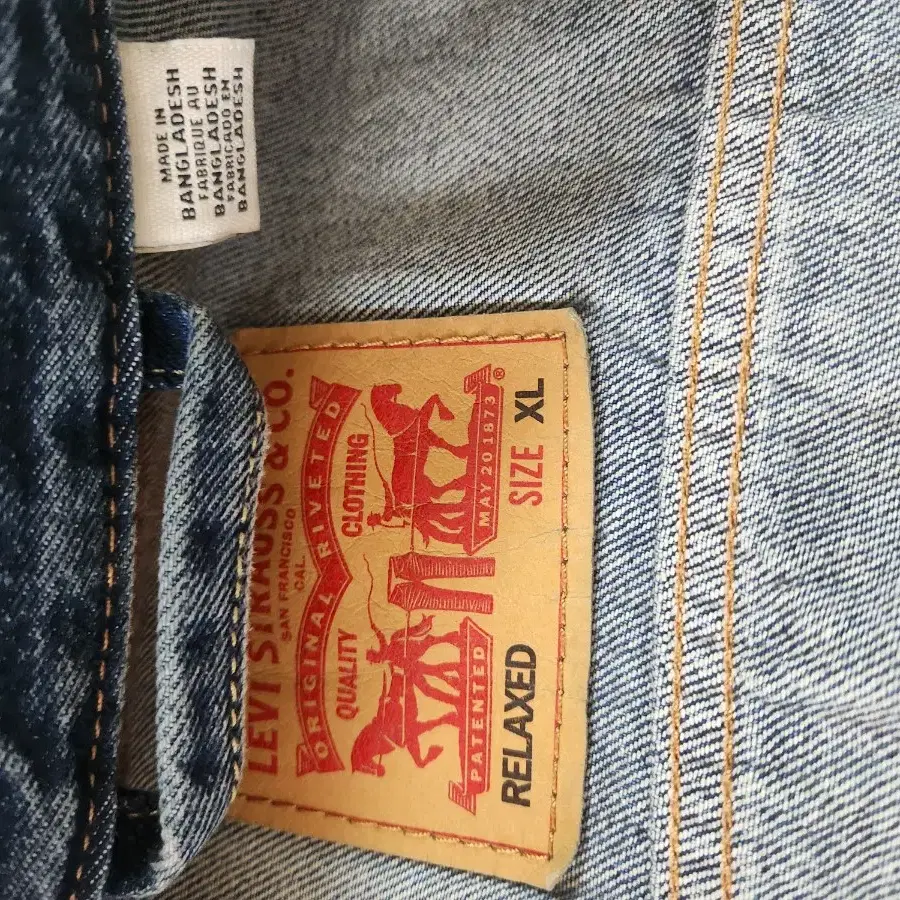 MADE IN
BANGLADESH
FABRIQUE AU
BANGLADESH
FABRICADO EN
BANGLADESH
LEVI STRAUSS & CO.
SAN FRANCISCO
CAL.
ORIGINAL RIVETED
QUALITY CLOTHING
PATENTED MAY 20 1873 ®
RELAXED SIZE XL